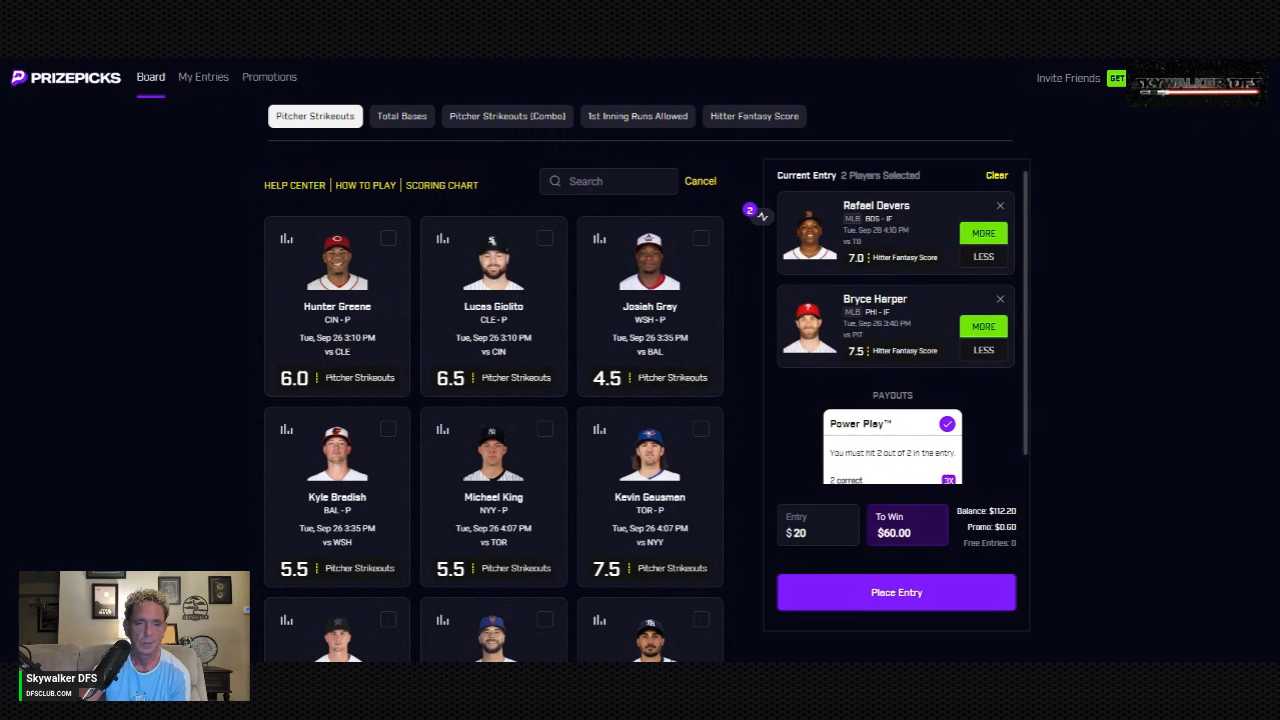 PRIZEPICKS
Board
My Entries
Promotions
Invite Friends
GET
SKYWALKER DFS
Pitcher Strikeouts
Total Bases
Pitcher Strikeouts (Combo)
1st Inning Runs Allowed
Hitter Fantasy Score
HELP CENTER
HOW TO PLAY
SCORING CHART
Search
Cancel
Hunter Greene
CIN - P
Tue, Sep 26 3:10 PM
vs CLE
6.0 Pitcher Strikeouts
Lucas Giolito
CLE - P
Tue, Sep 26 3:10 PM
vs CIN
6.5 Pitcher Strikeouts
Josiah Gray
WSH - P
Tue, Sep 26 3:35 PM
vs BAL
4.5 Pitcher Strikeouts
Kyle Bradish
BAL - P
Tue, Sep 26 3:35 PM
vs WSH
5.5 Pitcher Strikeouts
Michael King
NYY - P
Tue, Sep 26 4:07 PM
vs TOR
5.5 Pitcher Strikeouts
Kevin Gausman
TOR - P
Tue, Sep 26 4:07 PM
vs NYY
7.5 Pitcher Strikeouts
Current Entry 2 Players Selected
Clear
2
Rafael Devers
MLB BOS - IF
Tue, Sep 26 4:10 PM
vs TB
7.0 Hitter Fantasy Score
MORE
LESS
Bryce Harper
MLB PHI - IF
Tue, Sep 26 3:40 PM
vs PIT
7.5 Hitter Fantasy Score
MORE
LESS
PAYOUTS
Power Play™
You must hit 2 out of 2 in the entry.
2 correct
3X
Entry
$ 20
To Win
$60.00
Balance: $112.20
Promo: $0.60
Free Entries: 0
Place Entry
Skywalker DFS
DFSCLUB.COM